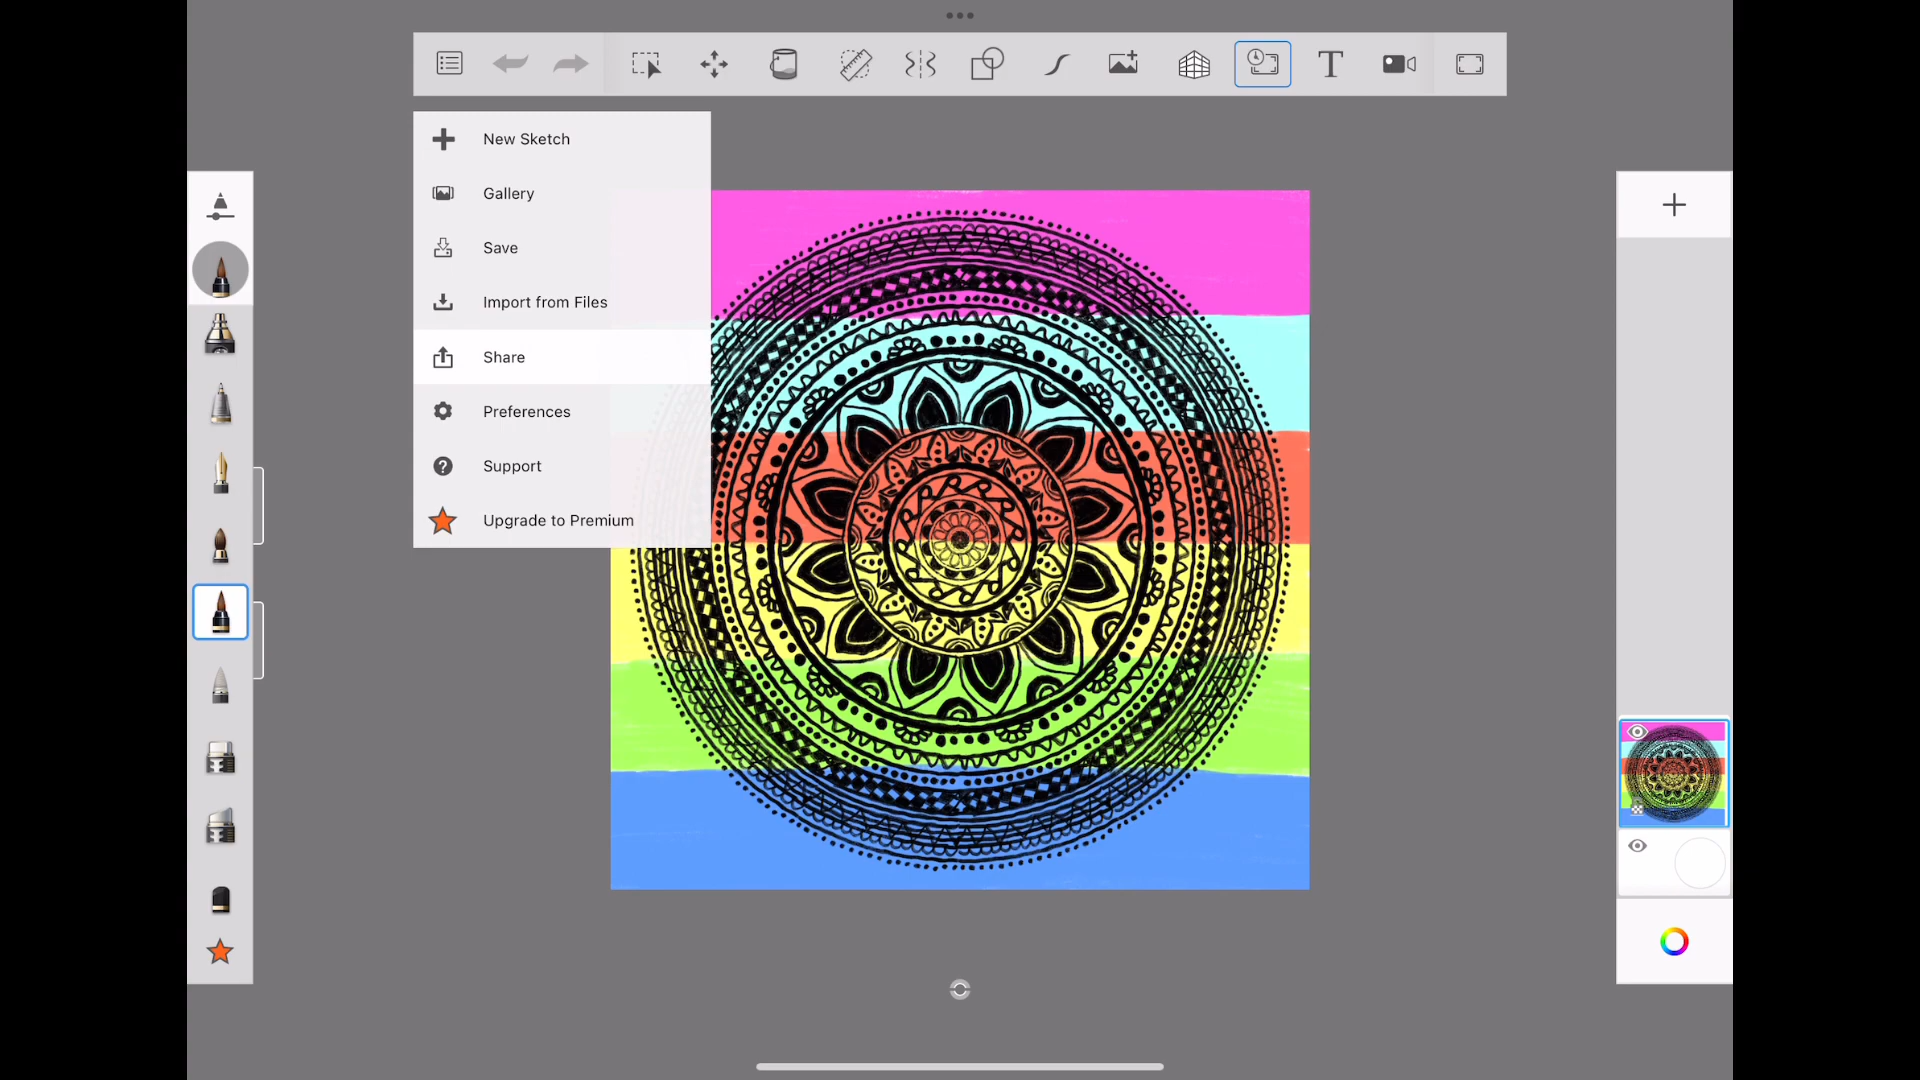 T
New Sketch
Gallery
Save
Import from Files
Share
Preferences
? Support
Upgrade to Premium